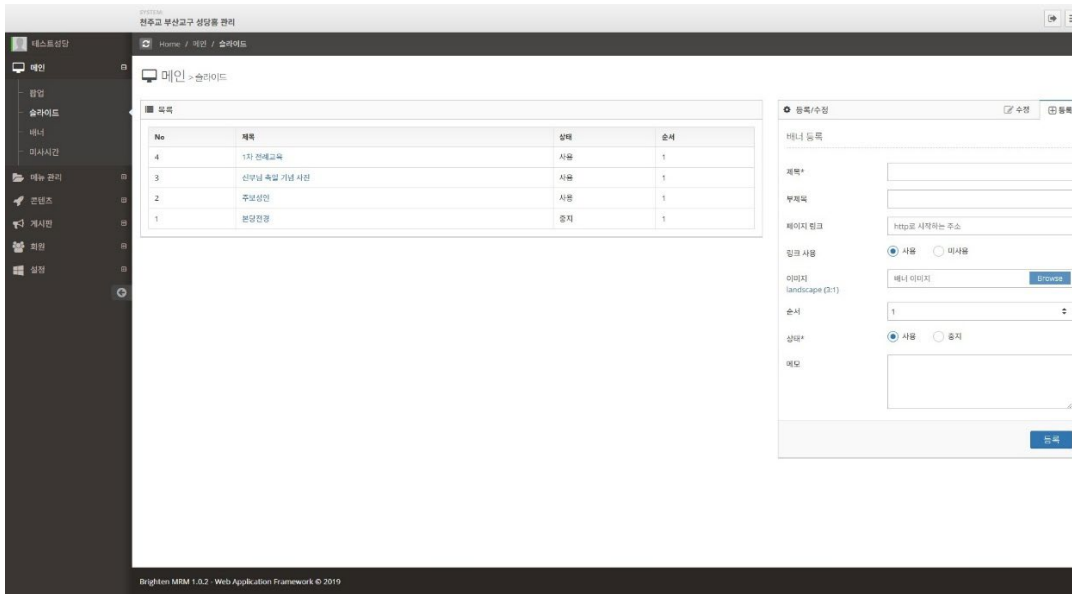 SYSTEM
천주교 부산교구 성당홈 관리
테스트성당
Home / 메인 / 슬라이드
메인
팝업
슬라이드
배너
미사시간
메뉴 관리
콘텐츠
게시판
회원
설정
메인 > 슬라이드
목록
No 제목 상태 순서
4 1차 전례교육 사용 1
3 신부님 축일 기념 사진 사용 1
2 주보성인 사용 1
1 본당전경 중지 1
등록/수정 수정 등록
배너 등록
제목*
부제목
페이지 링크 http로 시작하는 주소
링크 사용 사용 미사용
이미지 배너 이미지 Browse
landscape (3:1)
순서 1
상태* 사용 중지
메모
등록
Brighten MRM 1.0.2 - Web Application Framework © 2019